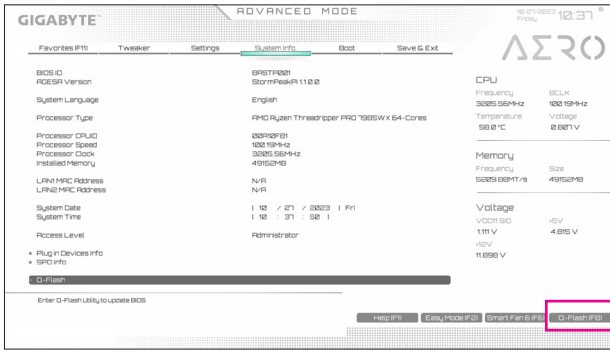 GIGABYTE™
ADVANCED MODE
10-27-2023
Friday
10:37
Favorites (F11) Tweaker Settings System Info. Boot Save & Exit
AERO
BIOS ID BRSTP001
AGESA Version StormPeakPI 1.1.0.0
System Language English
Processor Type AMD Ryzen Threadripper PRO 7985WX 64-Cores
Processor CPUID 00A10F81
Processor Speed 100.19MHz
Processor Clock 3205.56MHz
Installed Memory 49152MB
LAN1 MAC Address N/A
LAN2 MAC Address N/A
System Date [ 10 / 27 / 2023 ] Fri
System Time [ 10 : 37 : 50 ]
Access Level Administrator
Plug in Devices Info
SPD Info
Q-Flash
Enter Q-Flash Utility to update BIOS
CPU
Frequency BCLK
3205.56MHz 100.19MHz
Temperature Voltage
58.0 °C 0.807 V
Memory
Frequency Size
5209.88MT/s 49152MB
Voltage
VDD11 SIO +5V
1.111 V 4.815 V
+12V
11.898 V
Help (F1) Easy Mode (F2) Smart Fan 6 (F6) Q-Flash (F8)